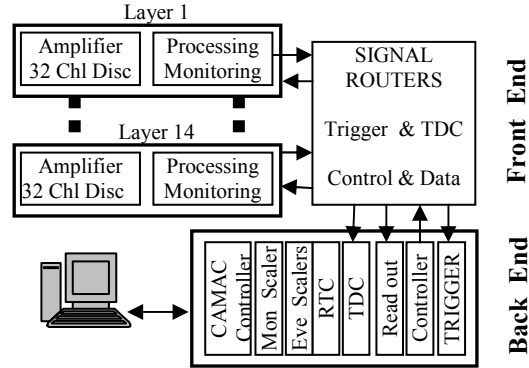 Layer 1
Amplifier
32 Chl Disc
Processing
Monitoring
SIGNAL
ROUTERS
Trigger & TDC
Control & Data
Layer 14
Amplifier
32 Chl Disc
Processing
Monitoring
Front End
CAMAC
Controller
Mon Scaler
Eve Scalers
RTC
TDC
Read out
Controller
TRIGGER
Back End